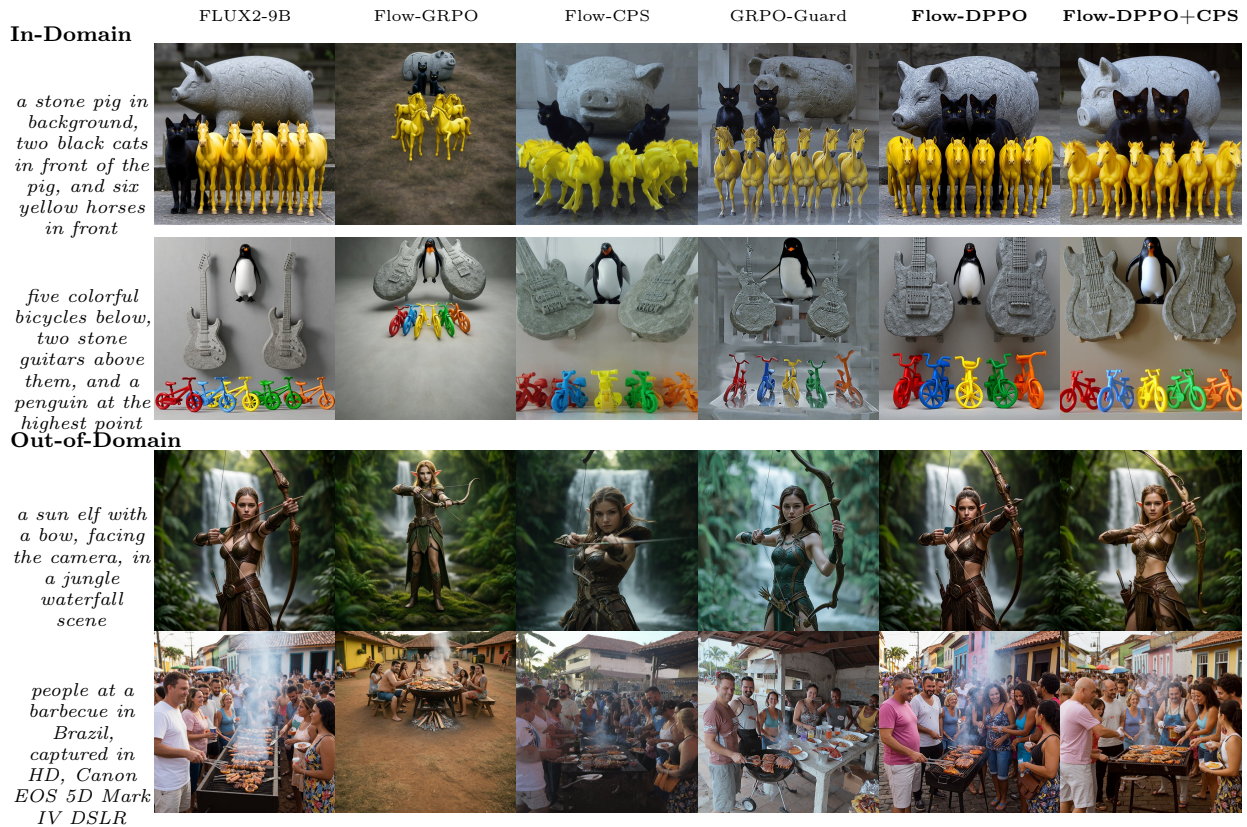 FLUX2-9B
Flow-GRPO
Flow-CPS
GRPO-Guard
Flow-DPPO
Flow-DPPO+CPS
In-Domain
a stone pig in
background,
two black cats
in front of the
pig, and six
yellow horses
in front
five colorful
bicycles below,
two stone
guitars above
them, and a
penguin at the
highest point
Out-of-Domain
a sun elf with
a bow, facing
the camera, in
a jungle
waterfall
scene
people at a
barbecue in
Brazil,
captured in
HD, Canon
EOS 5D Mark
IV DSLR